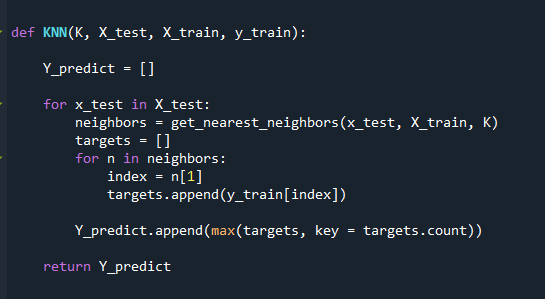 def KNN(K, X_test, X_train, y_train):
Y_predict = []
for x_test in X_test:
neighbors = get_nearest_neighbors(x_test, X_train, K)
targets = []
for n in neighbors:
index = n[1]
targets.append(y_train[index])
Y_predict.append(max(targets, key = targets.count))
return Y_predict